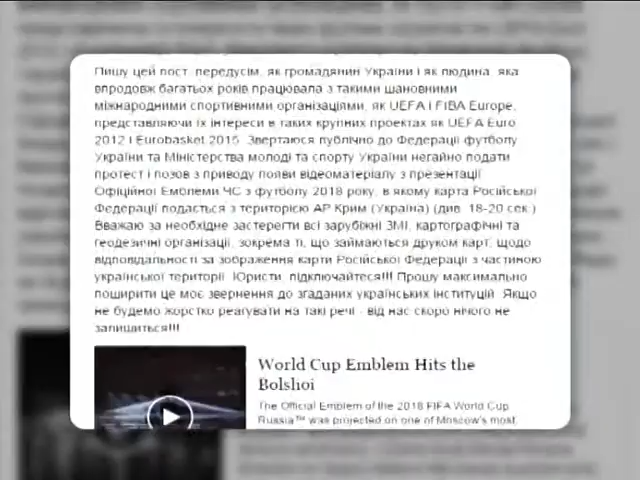 Пишу цей пост, передусім, як громадянин України і як людина, яка
впродовж багатьох років працювала з такими шановними
міжнародними спортивними організаціями, як UEFA і FIBA Europe,
представляючи їх інтереси в таких крупних проектах як UEFA Euro
2012 і Eurobasket 2015. Звертаюся публічно до Федерації футболу
України та Міністерства молоді та спорту України негайно подати
протест і позов з приводу появи відеоматеріалу з презентації
Офіційної Емблеми ЧС з футболу 2018 року, в якому карта Російської
Федерації подається з територією АР Крим (Україна) (див. 18-20 сек.)
Вважаю за необхідне застерегти всі зарубіжні ЗМІ, картографічні та
геодезичні організації, зокрема ті, що займаються друком карт, щодо
відповідальності за зображення карти Російської Федерації з частиною
української території. Юристи, підключайтеся!!! Прошу максимально
поширити це моє звернення до згаданих українських інституцій. Якщо
не будемо жорстко реагувати на такі речі - від нас скоро нічого не
залишиться!!!
World Cup Emblem Hits the
Bolshoi
The Official Emblem of the 2018 FIFA World Cup
Russia™ was projected on one of Moscow's most